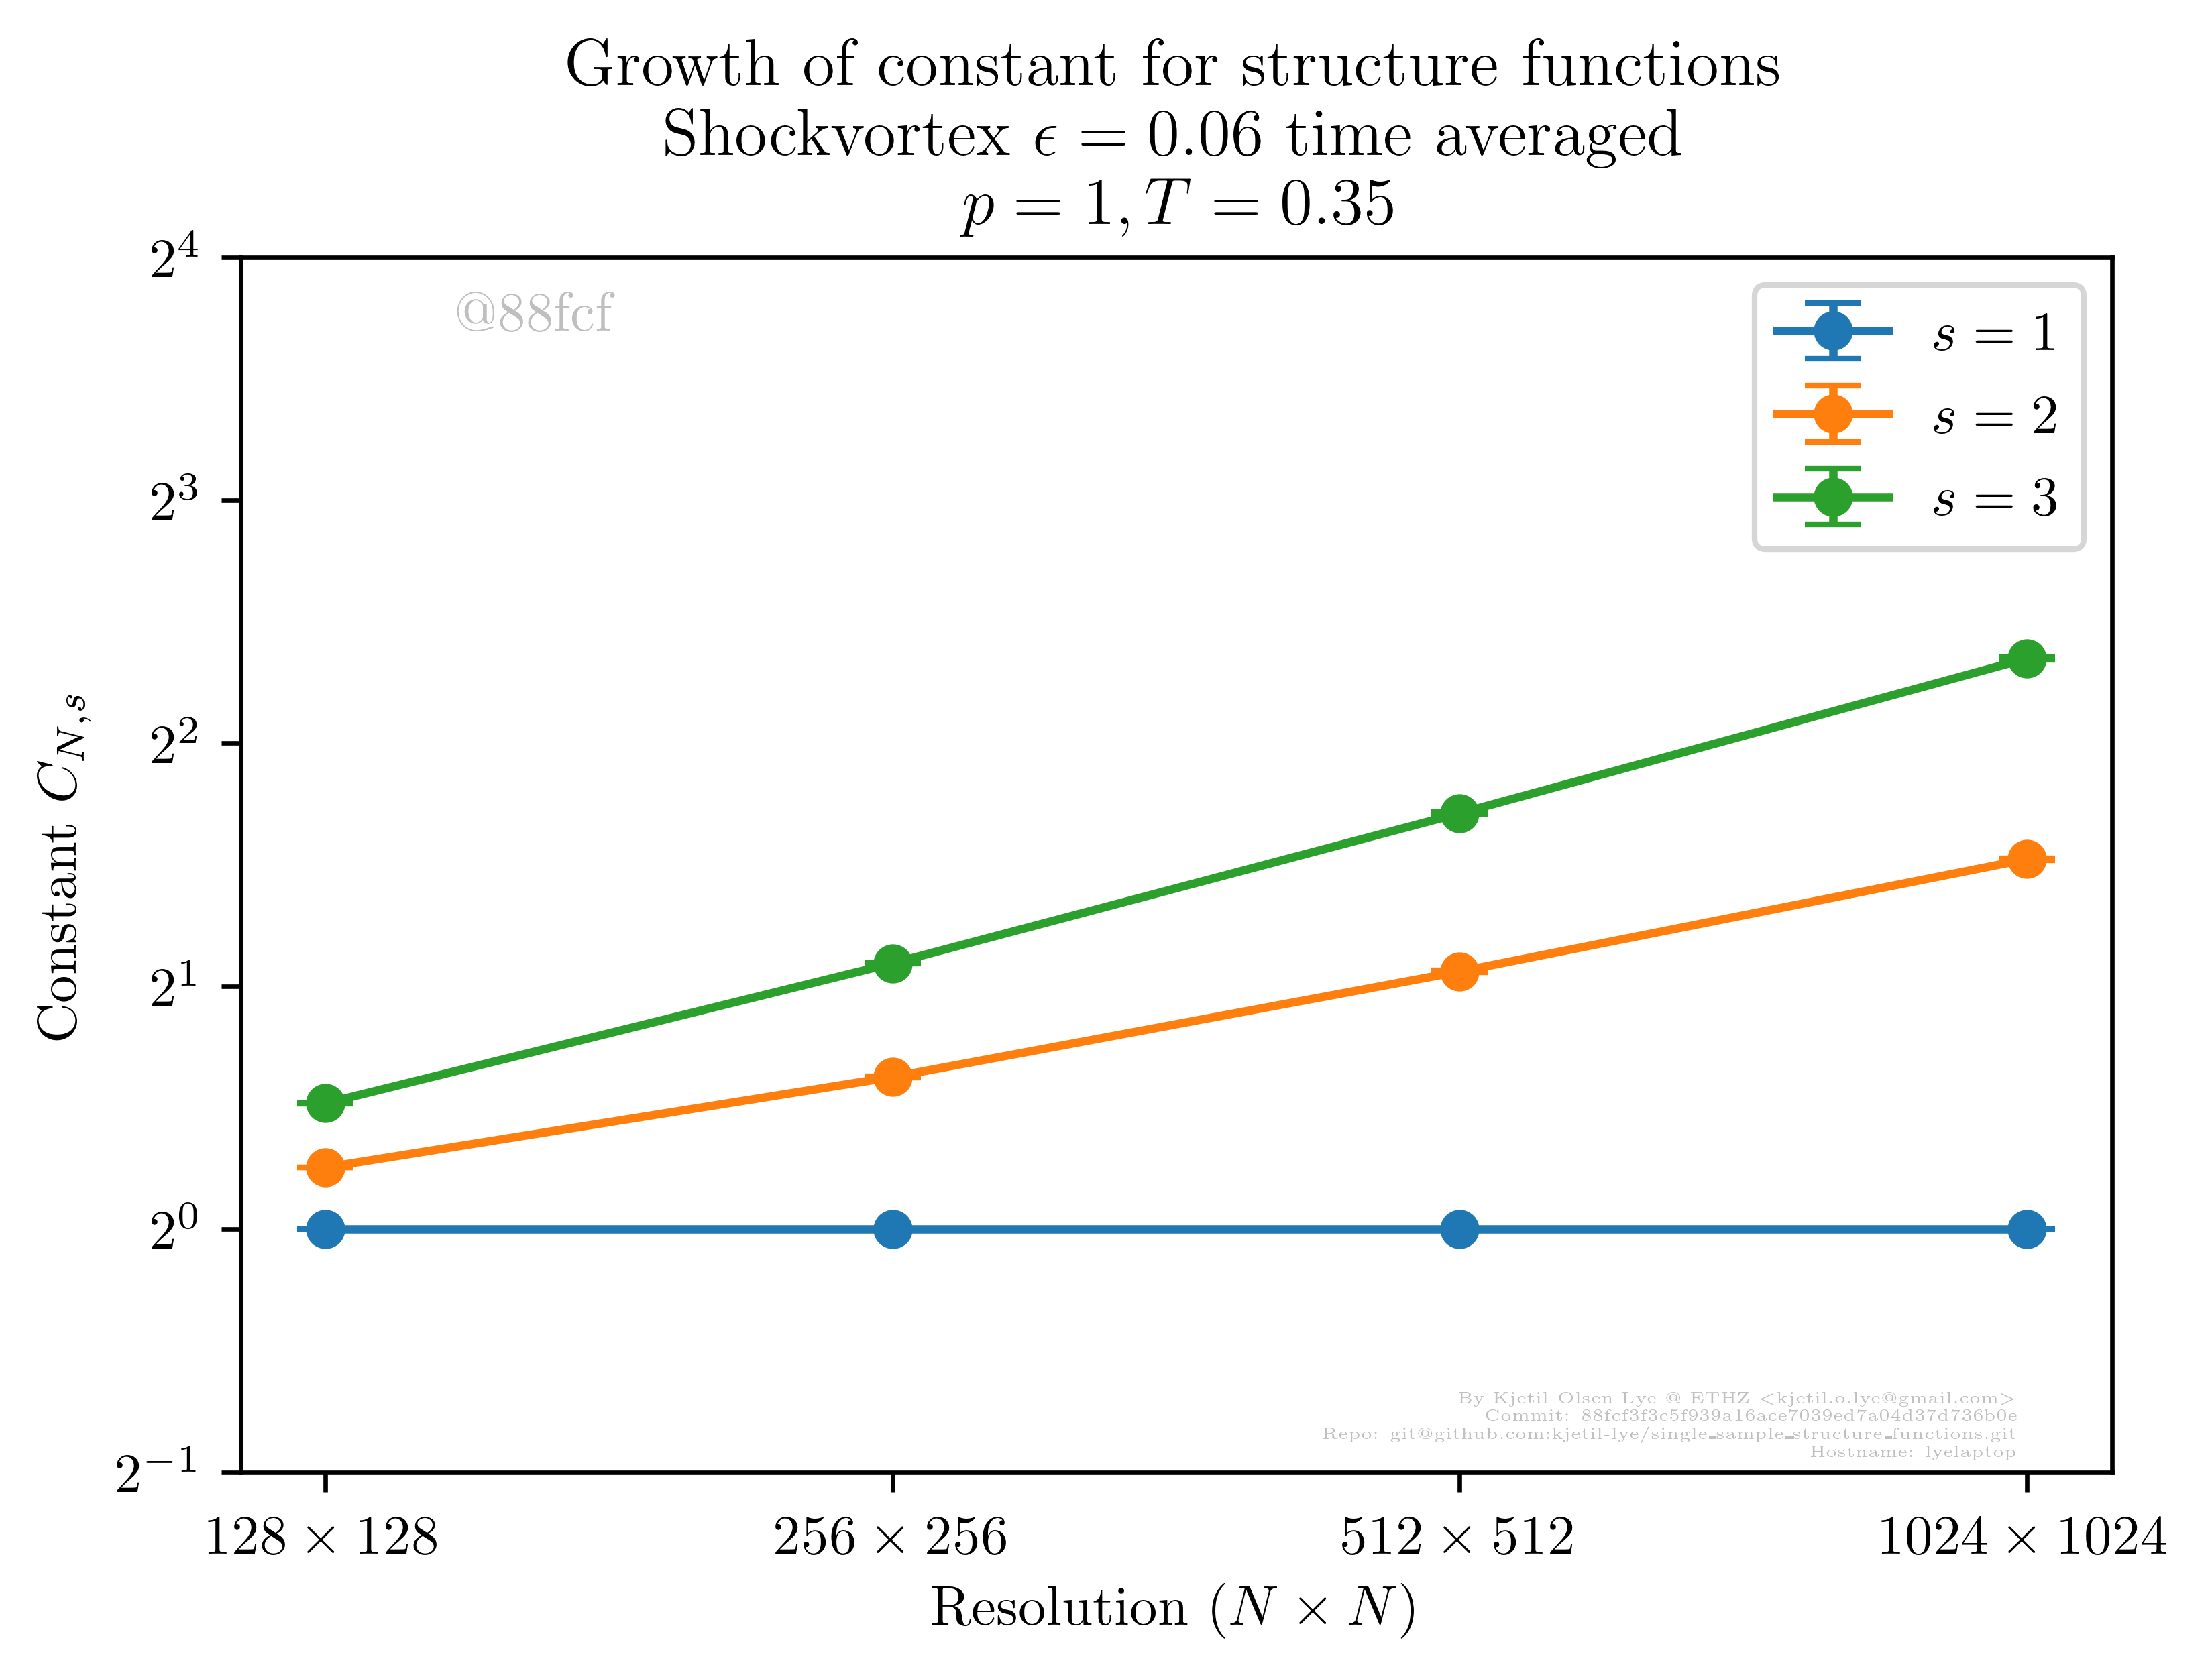 Growth of constant for structure functions
Shockvortex ϵ = 0.06 time averaged
p = 1, T = 0.35
2⁴
2³
2²
2¹
2⁰
2⁻¹
Constant C_{N,s}
@88fcf
s = 1
s = 2
s = 3
By Kjetil Olsen Lye @ ETHZ <kjetil.o.lye@gmail.com>
Commit: 88fcf3f3c5f939a16ace7039ed7a04d37d736b0e
Repo: git@github.com:kjetil-lye/single_sample_structure_functions.git
Hostname: lyelaptop
128 × 128
256 × 256
512 × 512
1024 × 1024
Resolution (N × N)